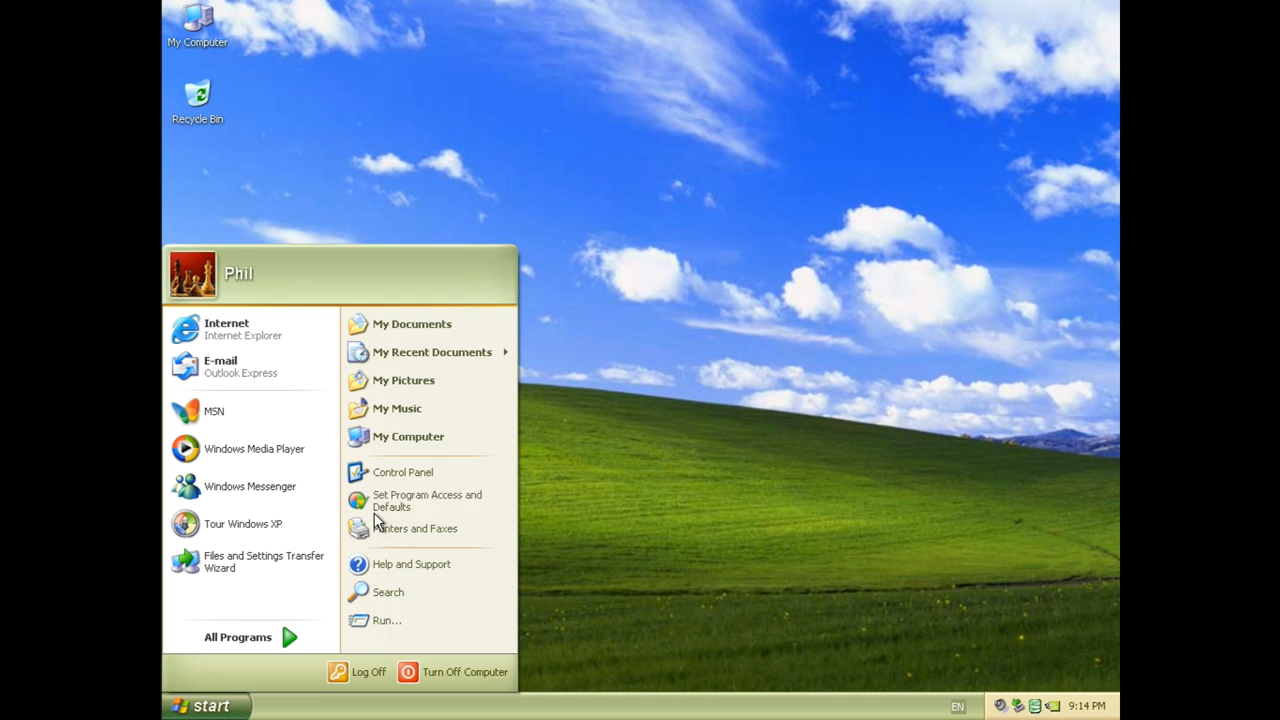 My Computer
Recycle Bin
Phil
Internet
Internet Explorer
E-mail
Outlook Express
MSN
Windows Media Player
Windows Messenger
Tour Windows XP
Files and Settings Transfer
Wizard
All Programs
My Documents
My Recent Documents
My Pictures
My Music
My Computer
Control Panel
Set Program Access and
Defaults
and Faxes
Help and Support
Search
Run...
Log Off
Turn Off Computer
start
EN
9:14 PM